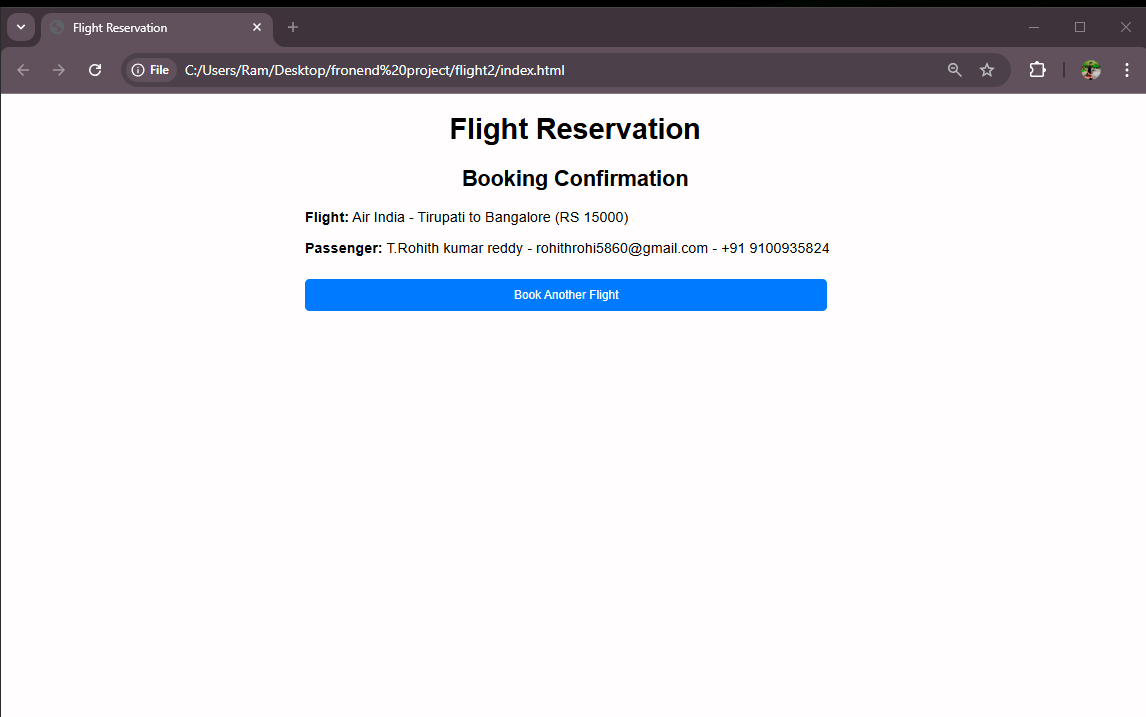 Flight Reservation
File C:/Users/Ram/Desktop/fronend%20project/flight2/index.html
Flight Reservation
Booking Confirmation
Flight: Air India - Tirupati to Bangalore (RS 15000)
Passenger: T.Rohith kumar reddy - rohithrohi5860@gmail.com - +91 9100935824
Book Another Flight